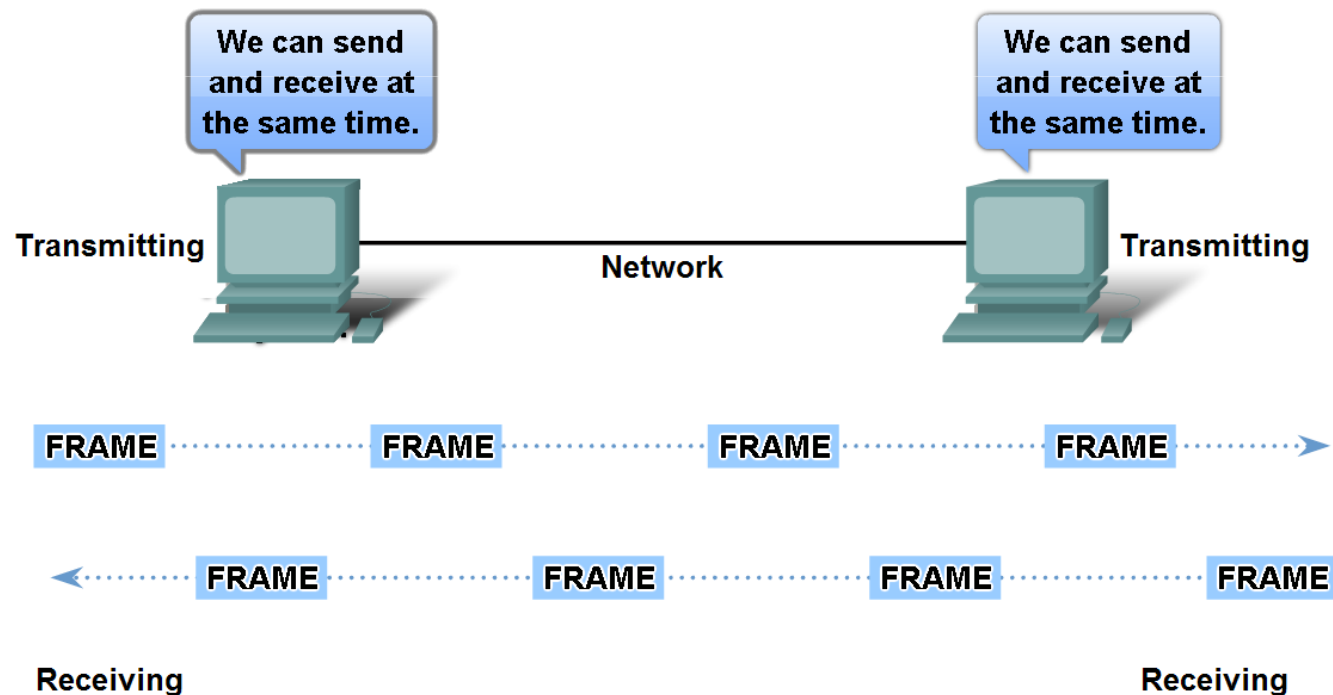 We can send
and receive at
the same time.
We can send
and receive at
the same time.
Transmitting
Network
Transmitting
FRAME FRAME FRAME FRAME
FRAME FRAME FRAME FRAME
Receiving
Receiving